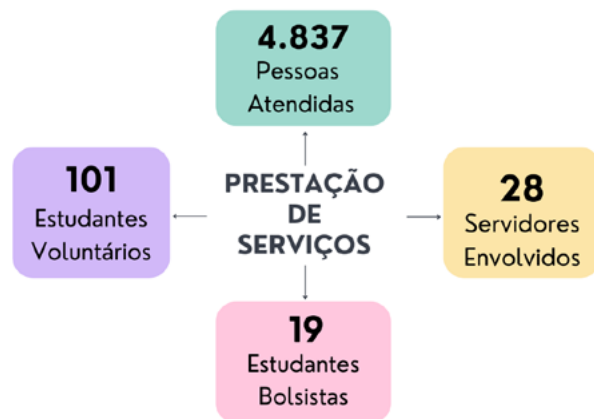 4.837
Pessoas
Atendidas
101
Estudantes
Voluntários
PRESTAÇÃO
DE
SERVIÇOS
28
Servidores
Envolvidos
19
Estudantes
Bolsistas